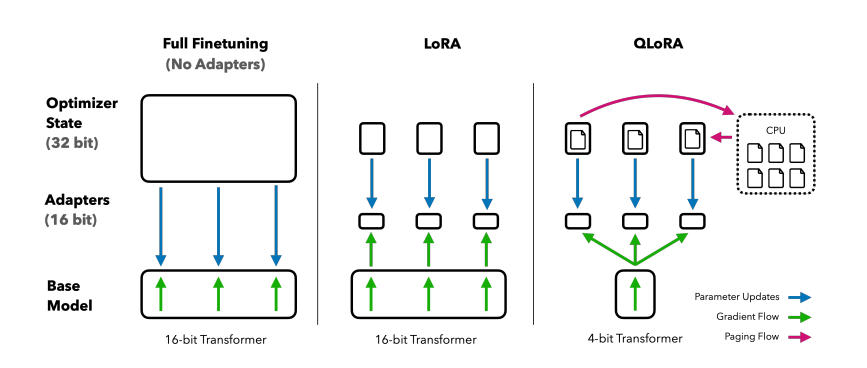 Full Finetuning
(No Adapters)
LoRA
QLoRA
Optimizer
State
(32 bit)
CPU
Adapters
(16 bit)
Base
Model
16-bit Transformer
16-bit Transformer
4-bit Transformer
Parameter Updates
Gradient Flow
Paging Flow